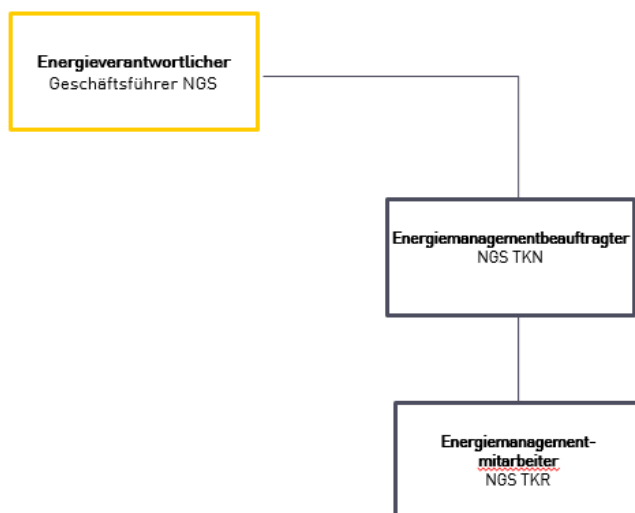 Energieverantwortlicher
Geschäftsführer NGS
Energiemanagementbeauftragter
NGS TKN
Energiemanagement-
mitarbeiter
NGS TKR